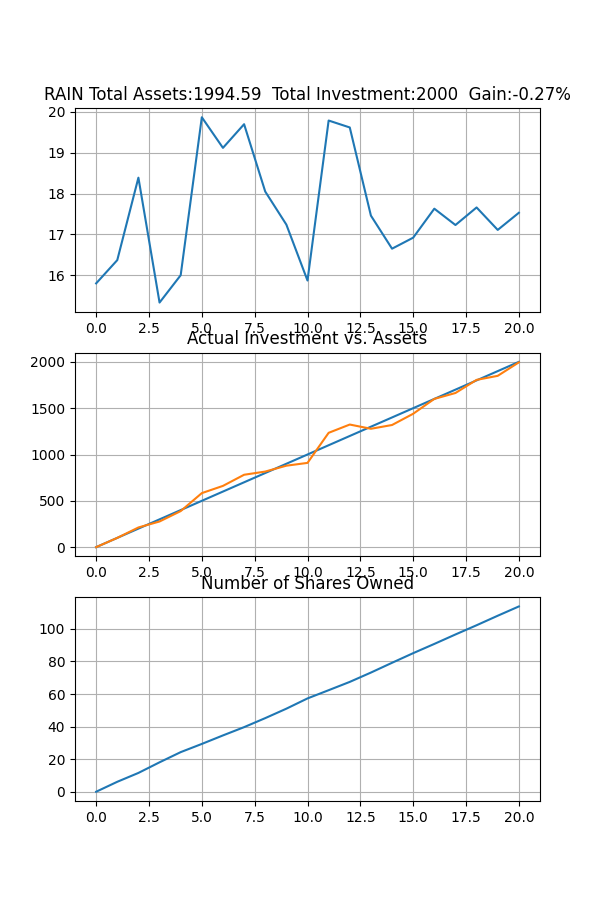 RAIN Total Assets:1994.59  Total Investment:2000  Gain:-0.27%
20
19
18
17
16
0.0 2.5 5.0 7.5 10.0 12.5 15.0 17.5 20.0
Actual Investment vs. Assets
2000
1500
1000
500
0
0.0 2.5 5.0 7.5 10.0 12.5 15.0 17.5 20.0
Number of Shares Owned
100
80
60
40
20
0
0.0 2.5 5.0 7.5 10.0 12.5 15.0 17.5 20.0